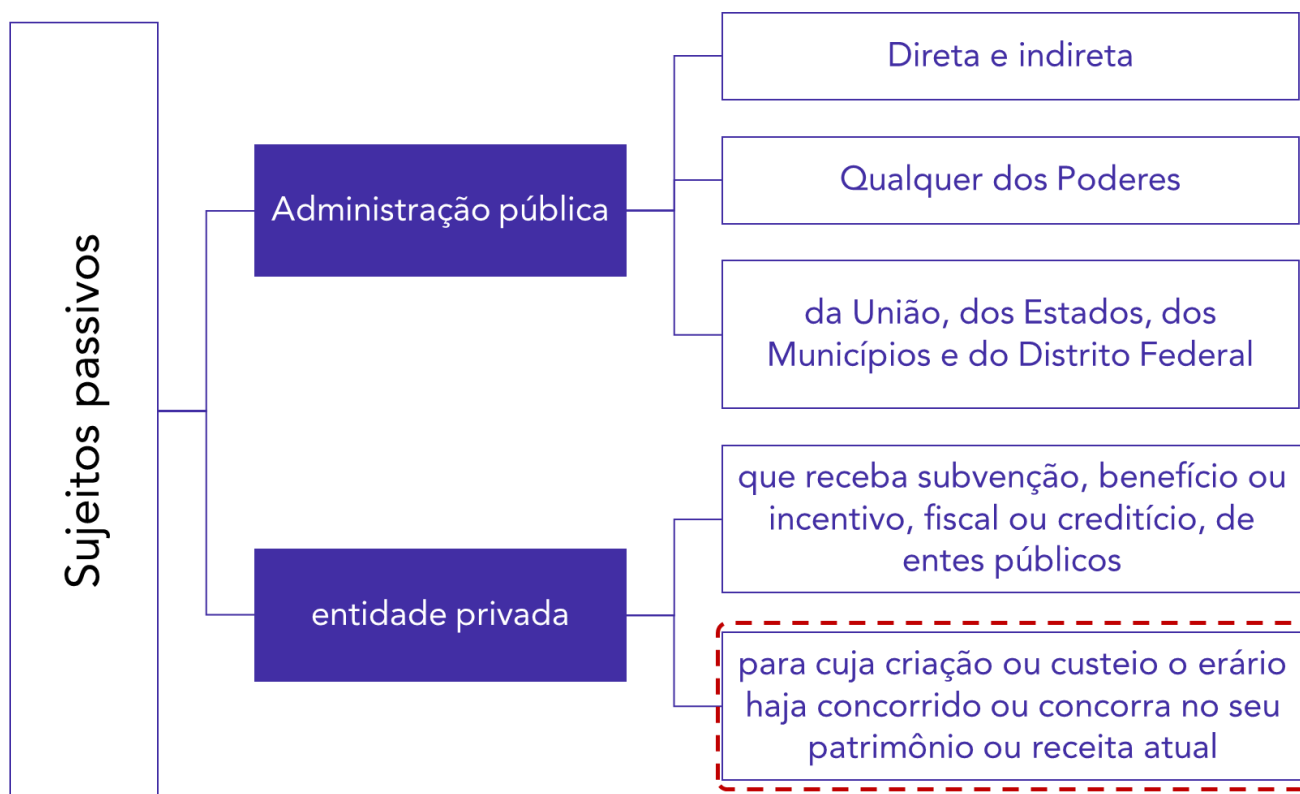 Sujeitos passivos
Administração pública
Direta e indireta
Qualquer dos Poderes
da União, dos Estados, dos
Municípios e do Distrito Federal
entidade privada
que receba subvenção, benefício ou
incentivo, fiscal ou creditício, de
entes públicos
para cuja criação ou custeio o erário
haja concorrido ou concorra no seu
patrimônio ou receita atual